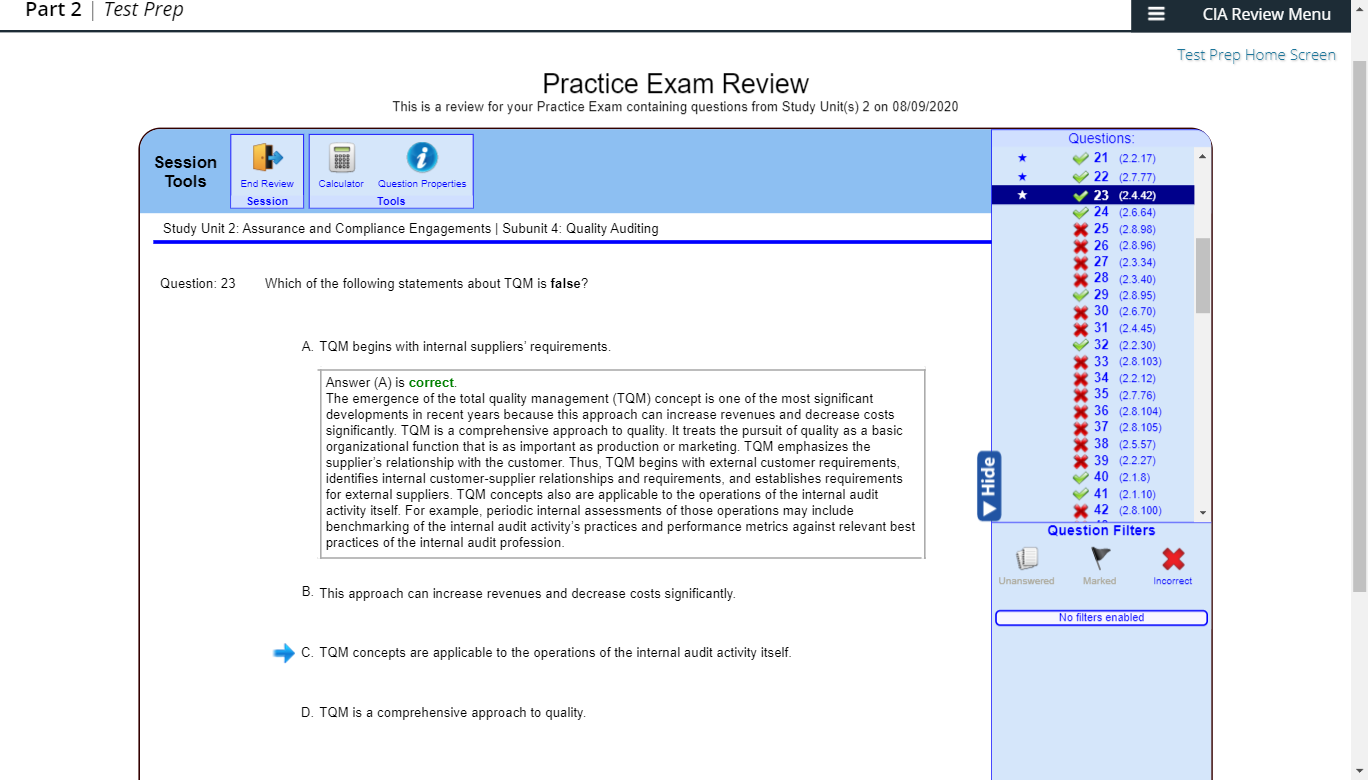 Part 2 | Test Prep
CIA Review Menu
Test Prep Home Screen
Practice Exam Review
This is a review for your Practice Exam containing questions from Study Unit(s) 2 on 08/09/2020
Session Tools
End Review
Session
Calculator
Question Properties
Tools
Study Unit 2: Assurance and Compliance Engagements | Subunit 4: Quality Auditing
Question: 23
Which of the following statements about TQM is false?
A. TQM begins with internal suppliers’ requirements.
Answer (A) is correct.
The emergence of the total quality management (TQM) concept is one of the most significant
developments in recent years because this approach can increase revenues and decrease costs
significantly. TQM is a comprehensive approach to quality. It treats the pursuit of quality as a basic
organizational function that is as important as production or marketing. TQM emphasizes the
supplier’s relationship with the customer. Thus, TQM begins with external customer requirements,
identifies internal customer-supplier relationships and requirements, and establishes requirements
for external suppliers. TQM concepts also are applicable to the operations of the internal audit
activity itself. For example, periodic internal assessments of those operations may include
benchmarking of the internal audit activity’s practices and performance metrics against relevant best
practices of the internal audit profession.
B. This approach can increase revenues and decrease costs significantly.
C. TQM concepts are applicable to the operations of the internal audit activity itself.
D. TQM is a comprehensive approach to quality.
Questions:
21 (2.2.17)
22 (2.7.77)
23 (2.4.42)
24 (2.6.64)
25 (2.8.98)
26 (2.8.96)
27 (2.3.34)
28 (2.3.40)
29 (2.8.95)
30 (2.6.70)
31 (2.4.45)
32 (2.2.30)
33 (2.8.103)
34 (2.2.12)
35 (2.7.76)
36 (2.8.104)
37 (2.8.105)
38 (2.5.57)
39 (2.2.27)
40 (2.1.8)
41 (2.1.10)
42 (2.8.100)
Hide
Question Filters
Unanswered
Marked
Incorrect
No filters enabled